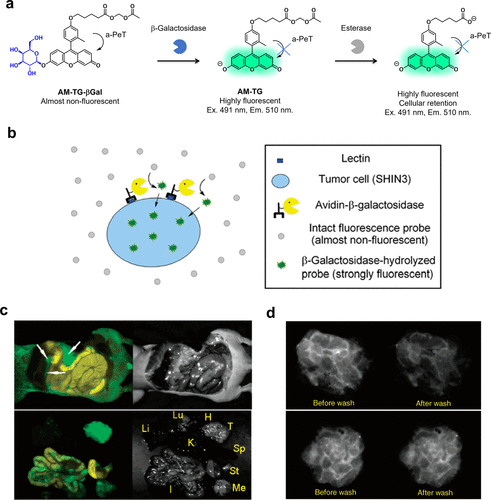 a
β-Galactosidase
Esterase
a-PeT
a-PeT
a-PeT
AM-TG-βGal
Almost non-fluorescent
AM-TG
Highly fluorescent
Ex. 491 nm, Em. 510 nm.
Highly fluorescent
Cellular retention
Ex. 491 nm, Em. 510 nm.
b
Lectin
Tumor cell (SHIN3)
Avidin-β-galactosidase
Intact fluorescence probe
(almost non-fluorescent)
β-Galactosidase-hydrolyzed
probe (strongly fluorescent)
c
Li
Lu
H
T
K
Sp
St
I
Me
d
Before wash
After wash
Before wash
After wash